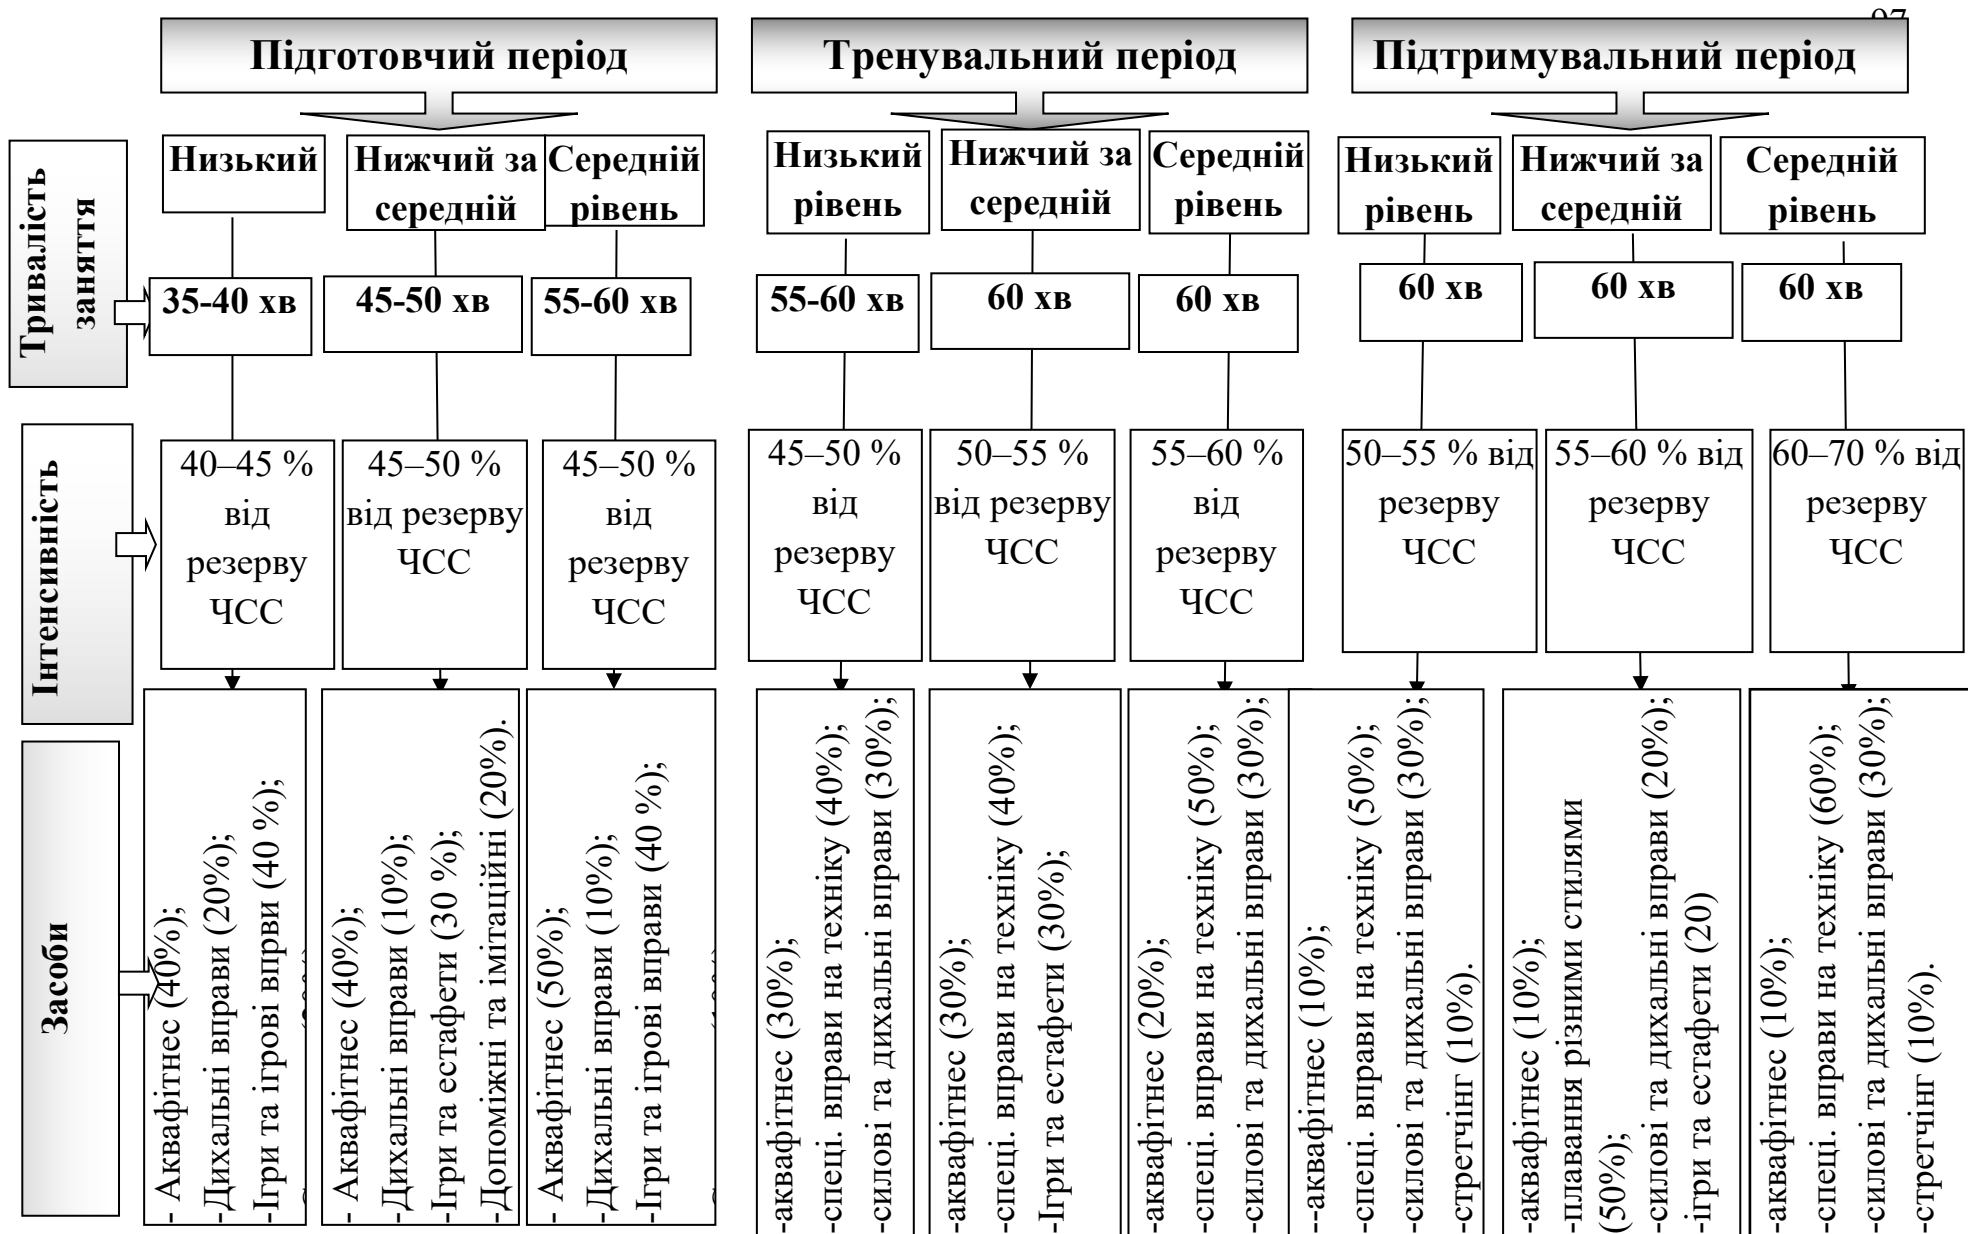 97
Підготовчий період
Тренувальний період
Підтримувальний період
Тривалість
заняття
Низький
Нижчий за
середній
Середній
рівень
Низький
рівень
Нижчий за
середній
Середній
рівень
Низький
рівень
Нижчий за
середній
Середній
рівень
35-40 хв
45-50 хв
55-60 хв
55-60 хв
60 хв
60 хв
60 хв
60 хв
60 хв
Інтенсивність
40–45 %
від
резерву
ЧСС
45–50 %
від резерву
ЧСС
45–50 %
від
резерву
ЧСС
45–50 %
від
резерву
ЧСС
50–55 %
від резерву
ЧСС
55–60 %
від
резерву
ЧСС
50–55 % від
резерву
ЧСС
55–60 % від
резерву
ЧСС
60–70 % від
резерву
ЧСС
Засоби
- Аквафітнес (40%);
-Дихальні вправи (20%);
-Ігри та ігрові впрви (40 %);
- Аквафітнес (40%);
-Дихальні вправи (10%);
-Ігри та естафети (30 %);
-Допоміжні та імітаційні (20%).
- Аквафітнес (50%);
-Дихальні вправи (10%);
-Ігри та ігрові вправи (40 %);
-аквафітнес (30%);
-спеці. вправи на техніку (40%);
-силові та дихальні вправи (30%);
-аквафітнес (30%);
-спеці. вправи на техніку (40%);
-Ігри та естафети (30%);
-аквафітнес (20%);
-спеці. вправи на техніку (50%);
-силові та дихальні вправи (30%);
--аквафітнес (10%);
-спеці. вправи на техніку (50%);
-силові та дихальні вправи (30%);
-стретчінг (10%).
-аквафітнес (10%);
-плавання різними стилями
(50%);
-силові та дихальні вправи (20%);
-ігри та естафети (20)
-аквафітнес (10%);
-спеці. вправи на техніку (60%);
-силові та дихальні вправи (30%);
-стретчінг (10%).